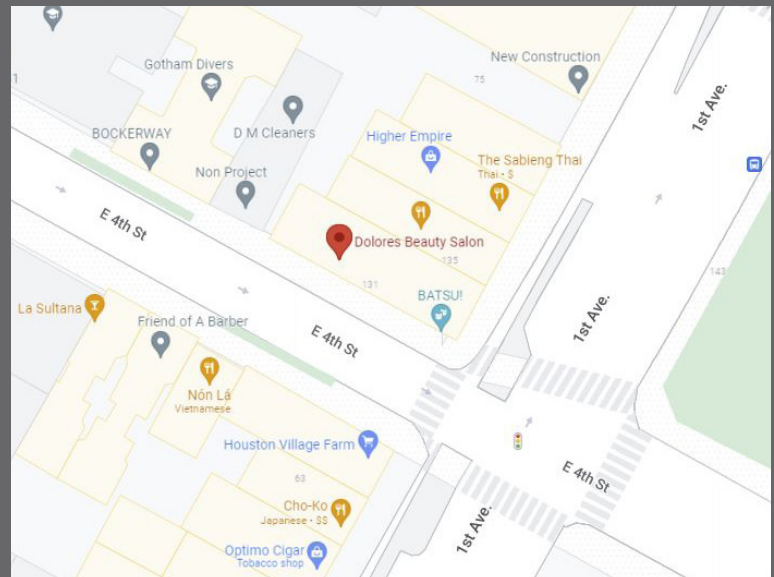 1
Gotham Divers
New Construction
75
1st Ave.
BOCKERWAY
D M Cleaners
Higher Empire
Non Project
The Sabieng Thai
Thai • $
E 4th St
Dolores Beauty Salon
135
131
143
BATSU!
La Sultana
Friend of A Barber
E 4th St
1st Ave.
Nón Lá
Vietnamese
Houston Village Farm
63
E 4th St
Cho-Ko
Japanese • $$
1st Ave.
Optimo Cigar
Tobacco shop